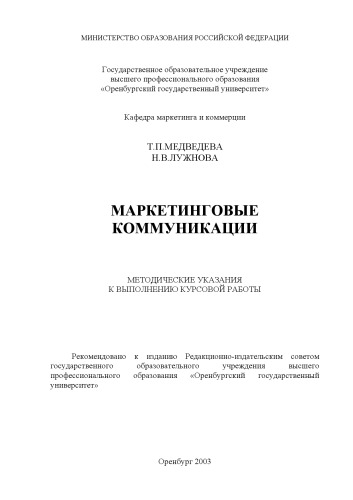 МИНИСТЕРСТВО ОБРАЗОВАНИЯ РОССИЙСКОЙ ФЕДЕРАЦИИ
Государственное образовательное учреждение
высшего профессионального образования
«Оренбургский государственный университет»
Кафедра маркетинга и коммерции
Т.П.МЕДВЕДЕВА
Н.В.ЛУЖНОВА
МАРКЕТИНГОВЫЕ
КОММУНИКАЦИИ
МЕТОДИЧЕСКИЕ УКАЗАНИЯ
К ВЫПОЛНЕНИЮ КУРСОВОЙ РАБОТЫ
Рекомендовано к изданию Редакционно-издательским советом
государственного образовательного учреждения высшего
профессионального образования «Оренбургский государственный
университет»
Оренбург 2003